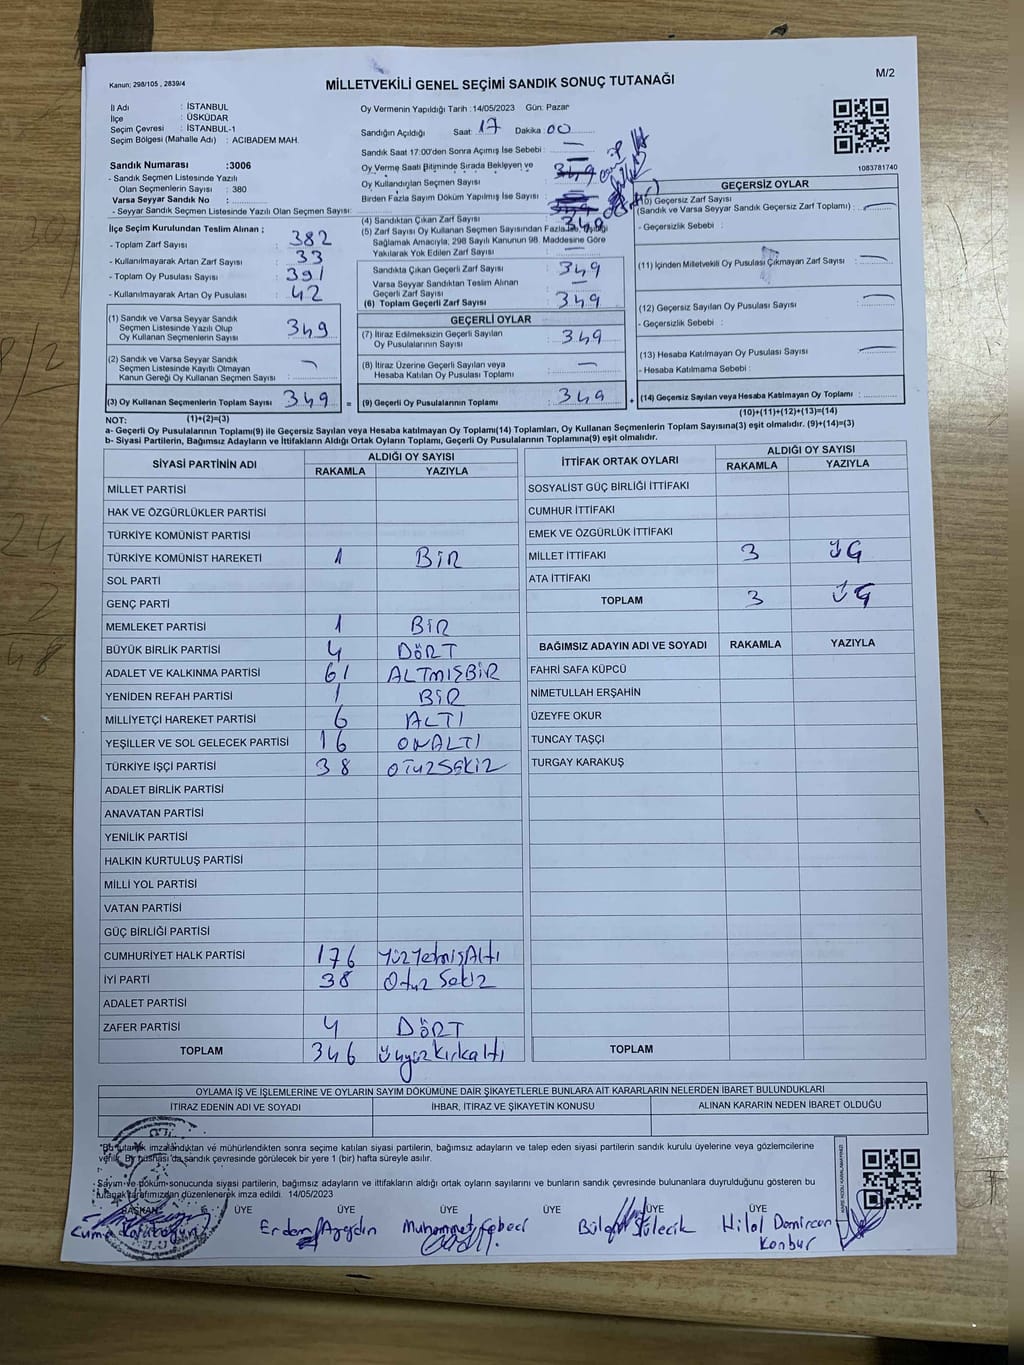 Kanun: 298/105 , 2839/4
MİLLETVEKİLİ GENEL SEÇİMİ SANDIK SONUÇ TUTANAĞI
M/2
İl Adı : İSTANBUL
İlçe : ÜSKÜDAR
Seçim Çevresi : İSTANBUL-1
Seçim Bölgesi (Mahalle Adı) : ACIBADEM MAH.
Oy Vermenin Yapıldığı Tarih : 14/05/2023 Gün: Pazar
Sandığın Açıldığı Saat: 17 Dakika: 00
Sandık Saat 17:00'den Sonra Açımış İse Sebebi : —
Sandık Numarası :3006
- Sandık Seçmen Listesinde Yazılı
Olan Seçmenlerin Sayısı : 380
Varsa Seyyar Sandık No :
- Seyyar Sandık Seçmen Listesinde Yazılı Olan Seçmen Sayısı:
Oy Verme Saati Bitiminde Sırada Bekleyen ve
Oy Kullandırılan Seçmen Sayısı : —
Birden Fazla Sayım Döküm Yapılmış İse Sayısı :
1083781740
İlçe Seçim Kurulundan Teslim Alınan ;
- Toplam Zarf Sayısı : 382
- Kullanılmayarak Artan Zarf Sayısı : 33
- Toplam Oy Pusulası Sayısı : 391
- Kullanılmayarak Artan Oy Pusulası : 42
(1) Sandık ve Varsa Seyyar Sandık
Seçmen Listesinde Yazılı Olup
Oy Kullanan Seçmenlerin Sayısı : 349
(2) Sandık ve Varsa Seyyar Sandık
Seçmen Listesinde Kayıtlı Olmayan
Kanun Gereği Oy Kullanan Seçmen Sayısı : —
(3) Oy Kullanan Seçmenlerin Toplam Sayısı : 349
(4) Sandıktan Çıkan Zarf Sayısı : 349
(5) Zarf Sayısı Oy Kullanan Seçmen Sayısından Fazla İse, Eşitliği
Sağlamak Amacıyla; 298 Sayılı Kanunun 98. Maddesine Göre
Yakılarak Yok Edilen Zarf Sayısı : —
Sandıkta Çıkan Geçerli Zarf Sayısı : 349
Varsa Seyyar Sandıktan Teslim Alınan
Geçerli Zarf Sayısı : —
(6) Toplam Geçerli Zarf Sayısı : 349
GEÇERLİ OYLAR
(7) İtiraz Edilmeksizin Geçerli Sayılan
Oy Pusulalarının Sayısı : 349
(8) İtiraz Üzerine Geçerli Sayılan veya
Hesaba Katılan Oy Pusulası Toplamı : —
= (9) Geçerli Oy Pusulalarının Toplamı : 349
GEÇERSİZ OYLAR
(10) Geçersiz Zarf Sayısı
(Sandık ve Varsa Seyyar Sandık Geçersiz Zarf Toplamı) : —
- Geçersizlik Sebebi :
(11) İçinden Milletvekili Oy Pusulası Çıkmayan Zarf Sayısı : —
(12) Geçersiz Sayılan Oy Pusulası Sayısı : —
- Geçersizlik Sebebi :
(13) Hesaba Katılmayan Oy Pusulası Sayısı : —
- Hesaba Katılmama Sebebi :
+ (14) Geçersiz Sayılan veya Hesaba Katılmayan Oy Toplamı :
NOT: (1)+(2)=(3)
(10)+(11)+(12)+(13)=(14)
a- Geçerli Oy Pusulalarının Toplamı(9) ile Geçersiz Sayılan veya Hesaba katılmayan Oy Toplamı(14) Toplamları, Oy Kullanan Seçmenlerin Toplam Sayısına(3) eşit olmalıdır. (9)+(14)=(3)
b- Siyasi Partilerin, Bağımsız Adayların ve İttifakların Aldığı Ortak Oyların Toplamı, Geçerli Oy Pusulalarının Toplamına(9) eşit olmalıdır.
SİYASİ PARTİNİN ADI ALDIĞI OY SAYISI
RAKAMLA YAZIYLA
MİLLET PARTİSİ
HAK VE ÖZGÜRLÜKLER PARTİSİ
TÜRKİYE KOMÜNİST PARTİSİ
TÜRKİYE KOMÜNİST HAREKETİ 1 BİR
SOL PARTİ
GENÇ PARTİ
MEMLEKET PARTİSİ 1 BİR
BÜYÜK BİRLİK PARTİSİ 4 DÖRT
ADALET VE KALKINMA PARTİSİ 61 ALTMIŞBİR
YENİDEN REFAH PARTİSİ 1 BİR
MİLLİYETÇİ HAREKET PARTİSİ 6 ALTI
YEŞİLLER VE SOL GELECEK PARTİSİ 16 ONALTI
TÜRKİYE İŞÇİ PARTİSİ 38 OTUZSEKİZ
ADALET BİRLİK PARTİSİ
ANAVATAN PARTİSİ
YENİLİK PARTİSİ
HALKIN KURTULUŞ PARTİSİ
MİLLİ YOL PARTİSİ
VATAN PARTİSİ
GÜÇ BİRLİĞİ PARTİSİ
CUMHURİYET HALK PARTİSİ 176 YüzYetmişAltı
İYİ PARTİ 38 Otuz Sekiz
ADALET PARTİSİ
ZAFER PARTİSİ 4 DÖRT
TOPLAM 346 Üçyüzkırkaltı
İTTİFAK ORTAK OYLARI ALDIĞI OY SAYISI
RAKAMLA YAZIYLA
SOSYALİST GÜÇ BİRLİĞİ İTTİFAKI
CUMHUR İTTİFAKI
EMEK VE ÖZGÜRLÜK İTTİFAKI
MİLLET İTTİFAKI 3 ÜÇ
ATA İTTİFAKI
TOPLAM 3 ÜÇ
BAĞIMSIZ ADAYIN ADI VE SOYADI RAKAMLA YAZIYLA
FAHRİ SAFA KÜPCÜ
NİMETULLAH ERŞAHİN
ÜZEYFE OKUR
TUNCAY TAŞÇI
TURGAY KARAKUŞ
TOPLAM
OYLAMA İŞ VE İŞLEMLERİNE VE OYLARIN SAYIM DÖKÜMÜNE DAİR ŞİKAYETLERLE BUNLARA AİT KARARLARIN NELERDEN İBARET BULUNDUKLARI
İTİRAZ EDENİN ADI VE SOYADI İHBAR, İTİRAZ VE ŞİKAYETİN KONUSU ALINAN KARARIN NEDEN İBARET OLDUĞU
*Bu tutanak imzalandıktan ve mühürlendikten sonra seçime katılan siyasi partilerin, bağımsız adayların ve talep eden siyasi partilerin sandık kurulu üyelerine veya gözlemcilerine
verilir. Bir nüshası da sandık çevresinde görülecek bir yere 1 (bir) hafta süreyle asılır.
Sayım ve döküm sonucunda siyasi partilerin, bağımsız adayların ve ittifakların aldığı ortak oyların sayılarını ve bunların sandık çevresinde bulunanlara duyrulduğunu gösteren bu
tutanak tarafımızdan düzenlenerek imza edildi. 14/05/2023
BAŞKAN ÜYE ÜYE ÜYE ÜYE ÜYE
Erdem Aygün Muhammet Cebeci Bülent Sülecik Hilal Demircan
Konbur